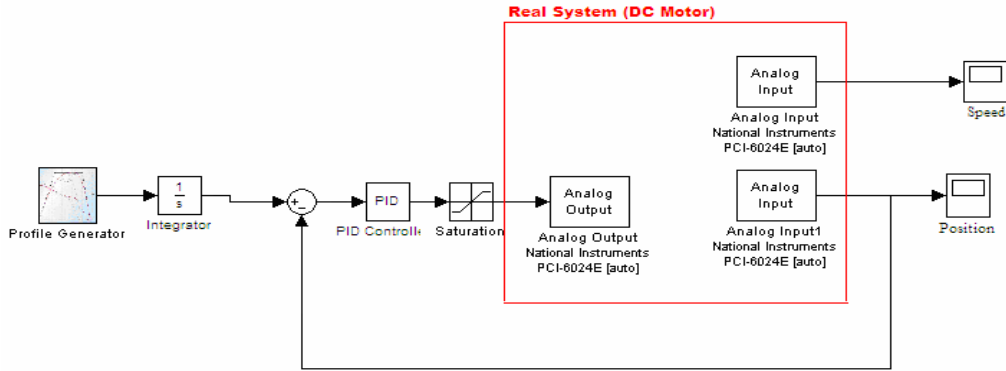 Real System (DC Motor)
Analog
Input
Analog Input
National Instruments
PCI-6024E [auto]
Speed
Profile Generator
1
s
Integrator
+
−
PID
PID Controlle
Saturation
Analog
Output
Analog Output
National Instruments
PCI-6024E [auto]
Analog
Input
Analog Input1
National Instruments
PCI-6024E [auto]
Position